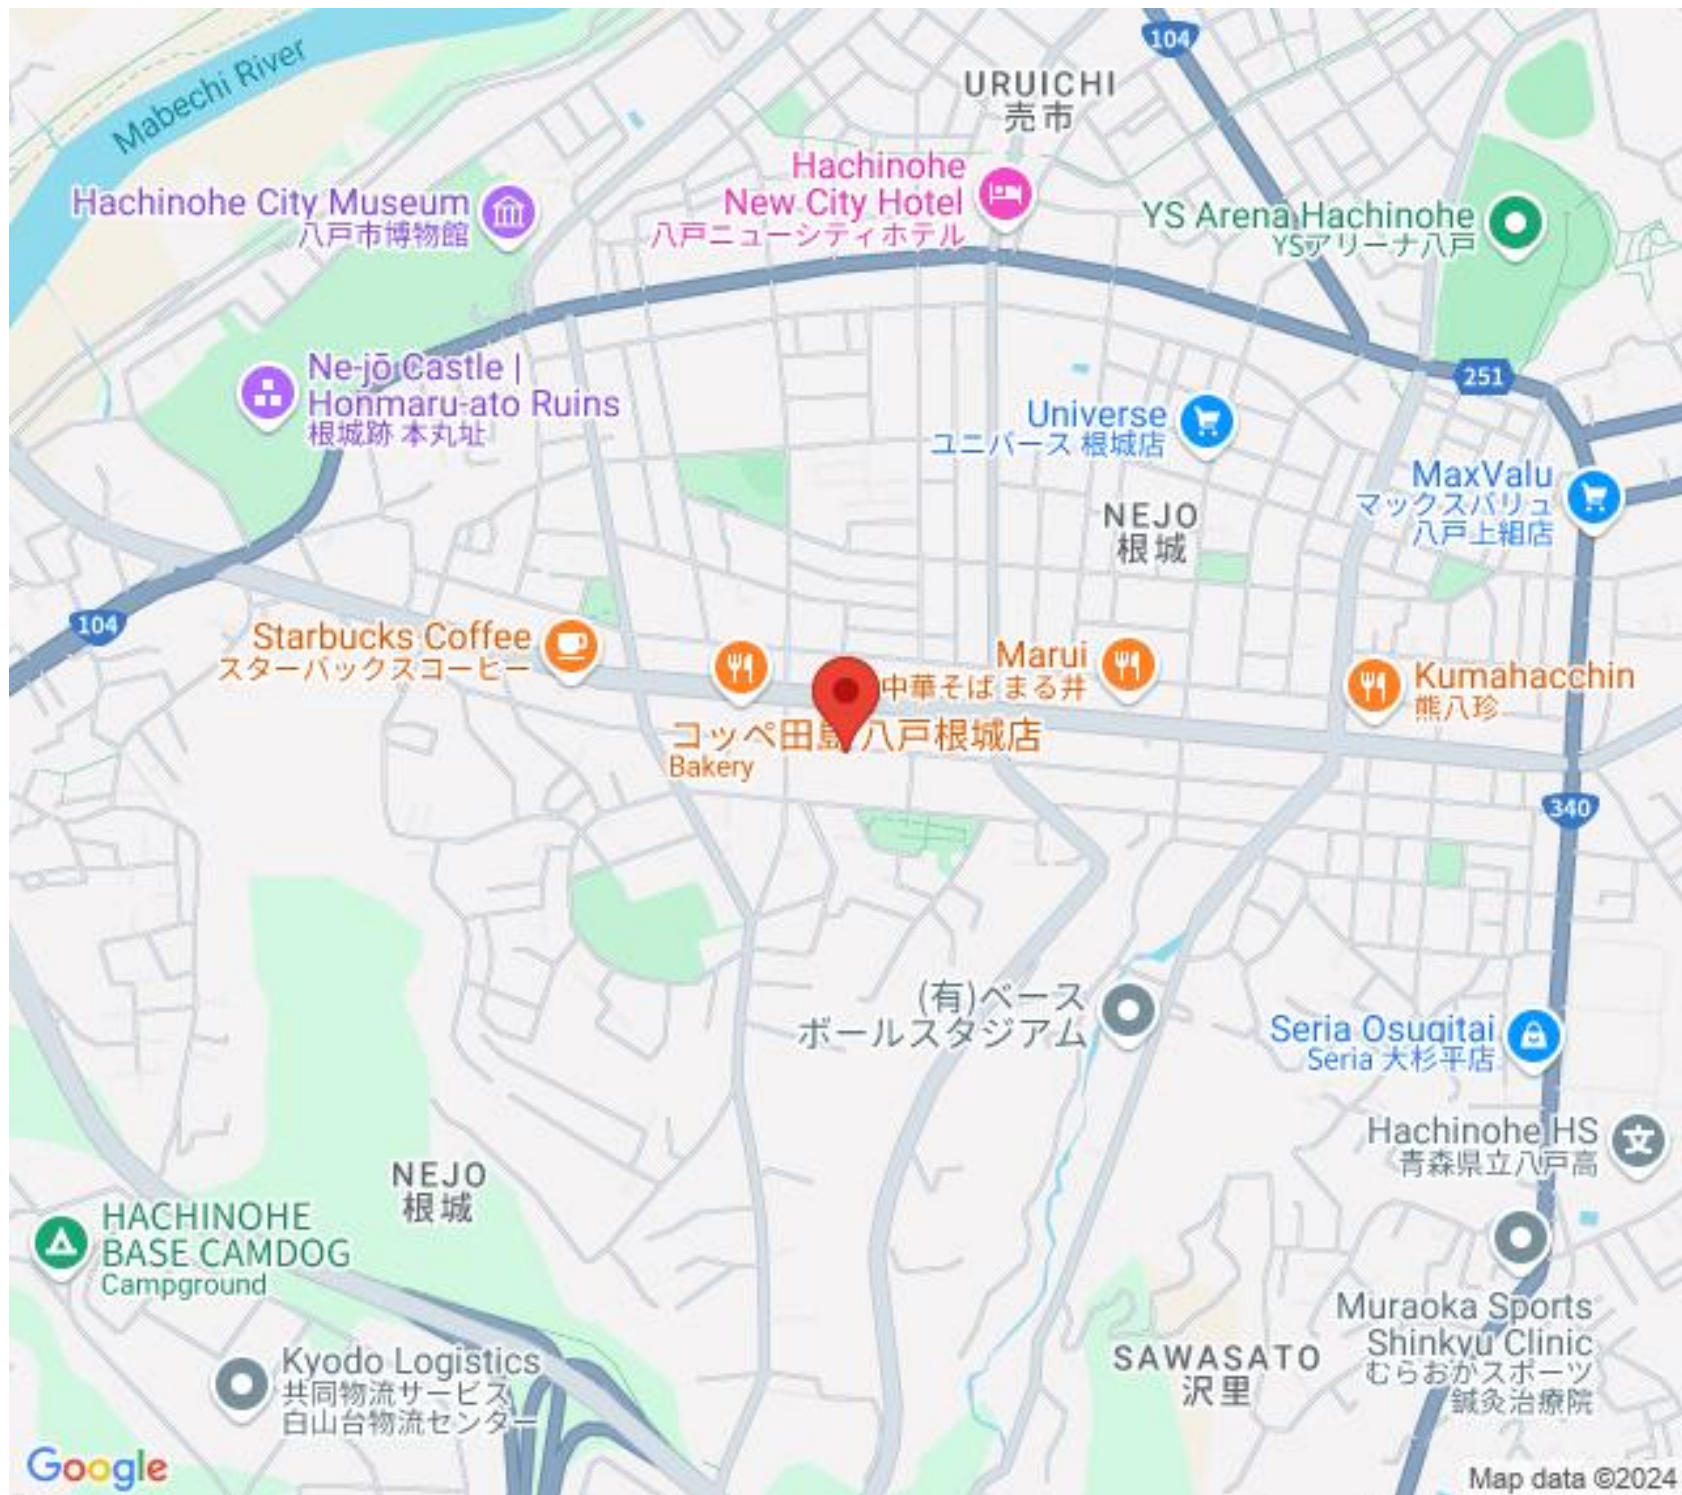 104
Mabechi River
URUICHI
売市
Hachinohe
New City Hotel
八戸ニューシティホテル
Hachinohe City Museum
八戸市博物館
YS Arena Hachinohe
YSアリーナ八戸
Ne-jō Castle |
Honmaru-ato Ruins
根城跡 本丸址
251
Universe
ユニバース 根城店
MaxValu
マックスバリュ
八戸上組店
NEJO
根城
104
Starbucks Coffee
スターバックスコーヒー
Marui
中華そば まる井
Kumahacchin
熊八珍
コッペ田島 八戸根城店
Bakery
340
(有)ベース
ボールスタジアム
Seria Osugitai
Seria 大杉平店
Hachinohe HS
青森県立八戸高
NEJO
根城
HACHINOHE
BASE CAMDOG
Campground
Muraoka Sports
Shinkyu Clinic
むらおかスポーツ
鍼灸治療院
SAWASATO
沢里
Kyodo Logistics
共同物流サービス
白山台物流センター
Google
Map data ©2024